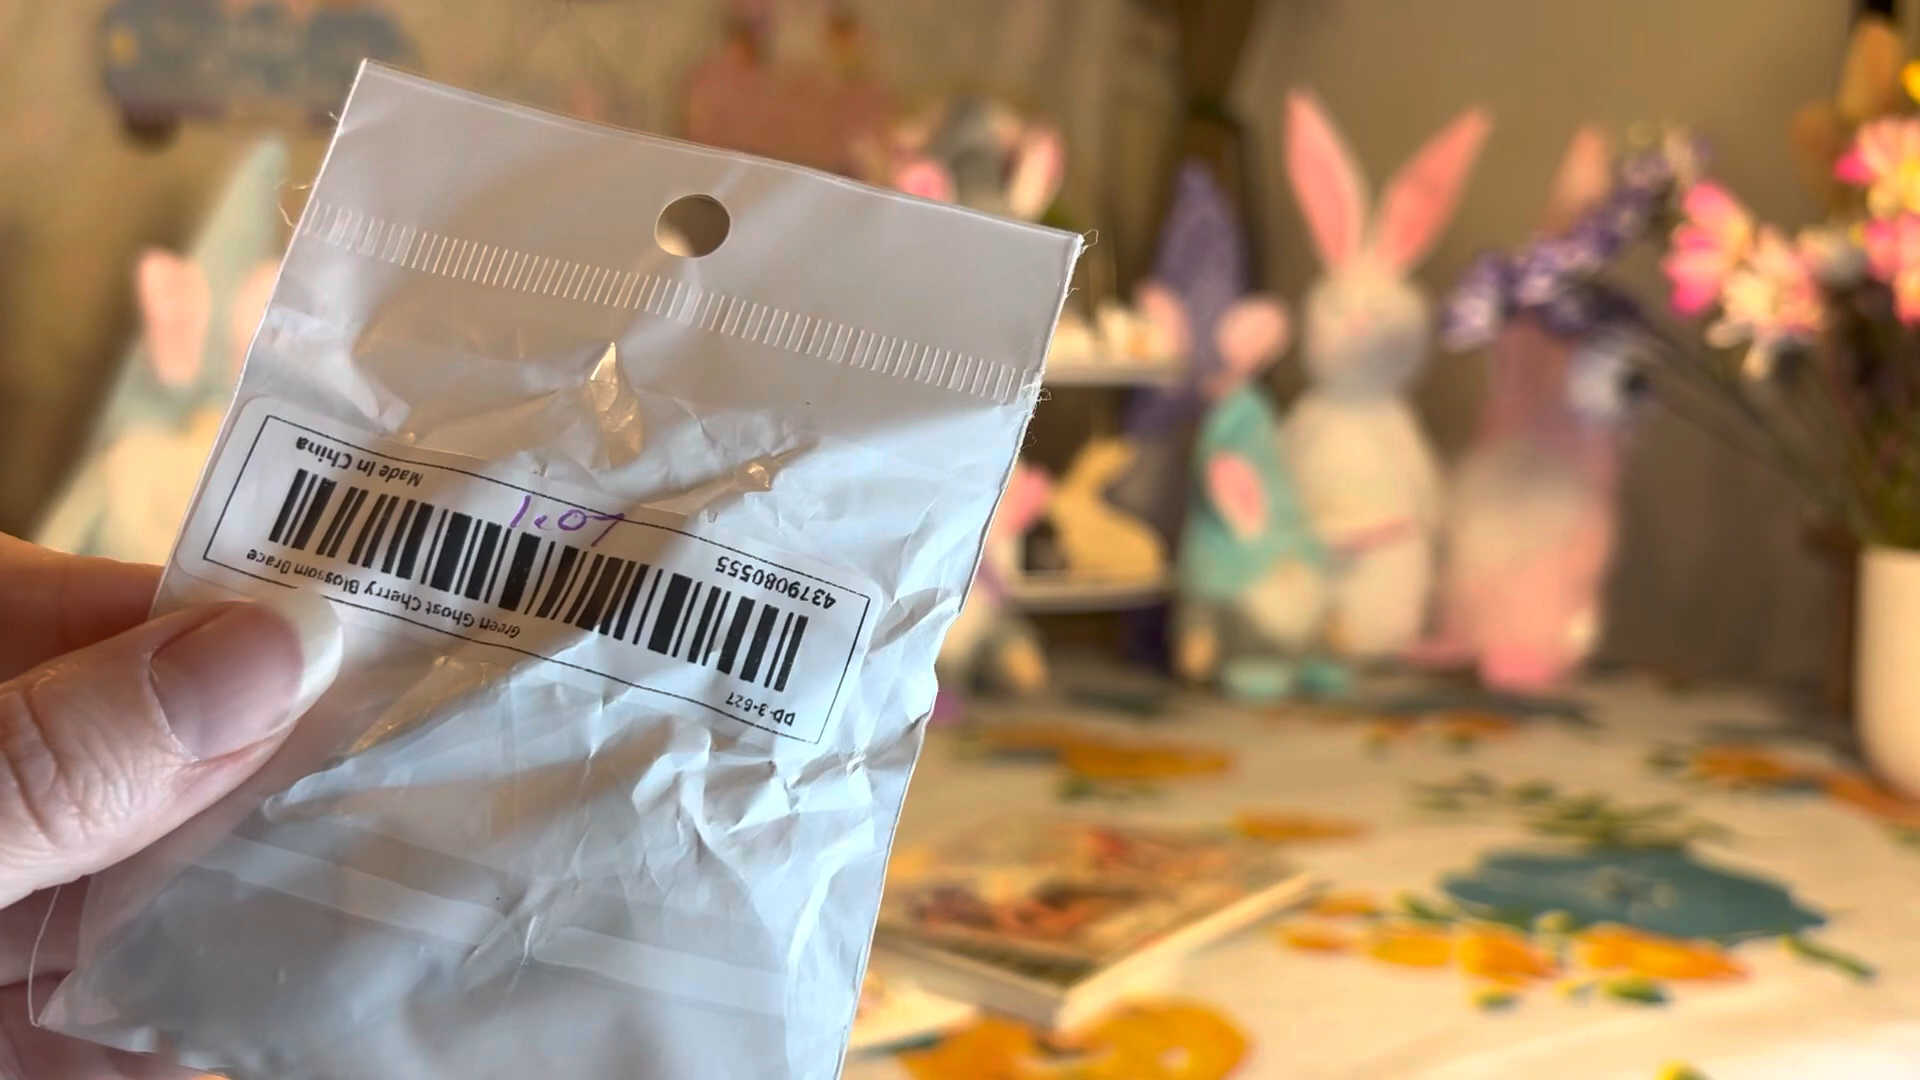 DD-3-627
Green Ghost Cherry Blossom Brace
4379080555
Made In China
1.07